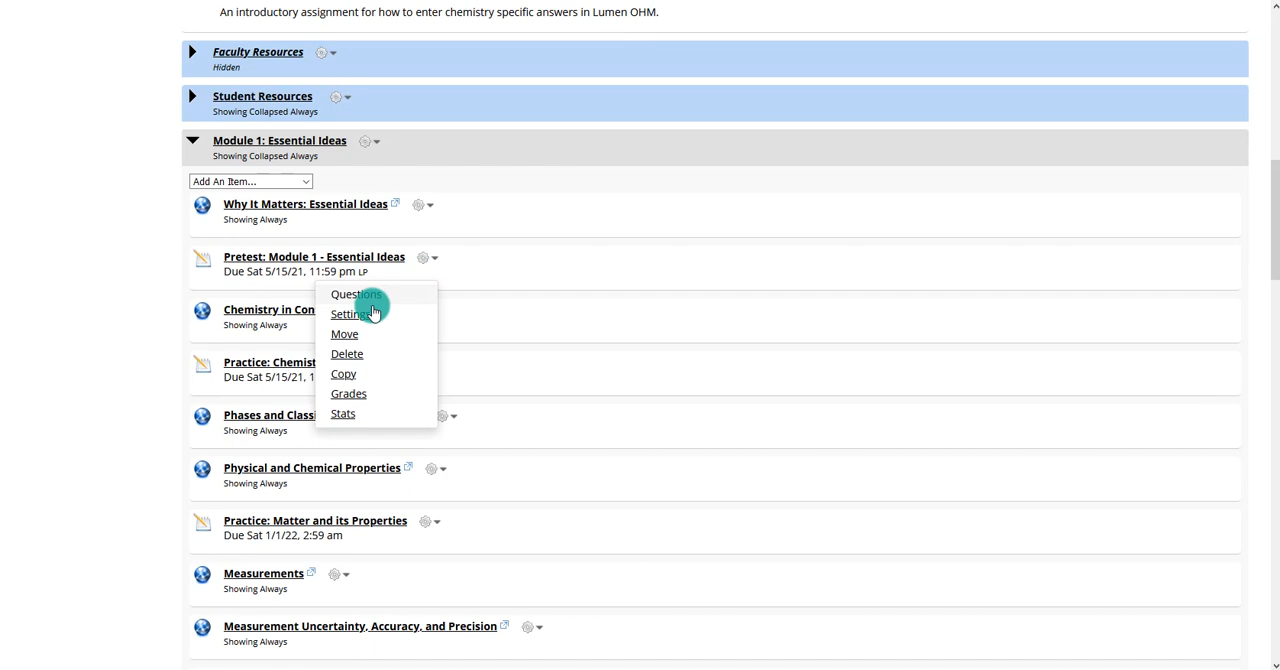 An introductory assignment for how to enter chemistry specific answers in Lumen OHM.
Faculty Resources
Hidden
Student Resources
Showing Collapsed Always
Module 1: Essential Ideas
Showing Collapsed Always
Add An Item...
Why It Matters: Essential Ideas
Showing Always
Pretest: Module 1 - Essential Ideas
Due Sat 5/15/21, 11:59 pm LP
Questions
Settings
Move
Delete
Copy
Grades
Stats
Chemistry in Con
Showing Always
Practice: Chemist
Due Sat 5/15/21, 1
Phases and Classi
Showing Always
Physical and Chemical Properties
Showing Always
Practice: Matter and its Properties
Due Sat 1/1/22, 2:59 am
Measurements
Showing Always
Measurement Uncertainty, Accuracy, and Precision
Showing Always